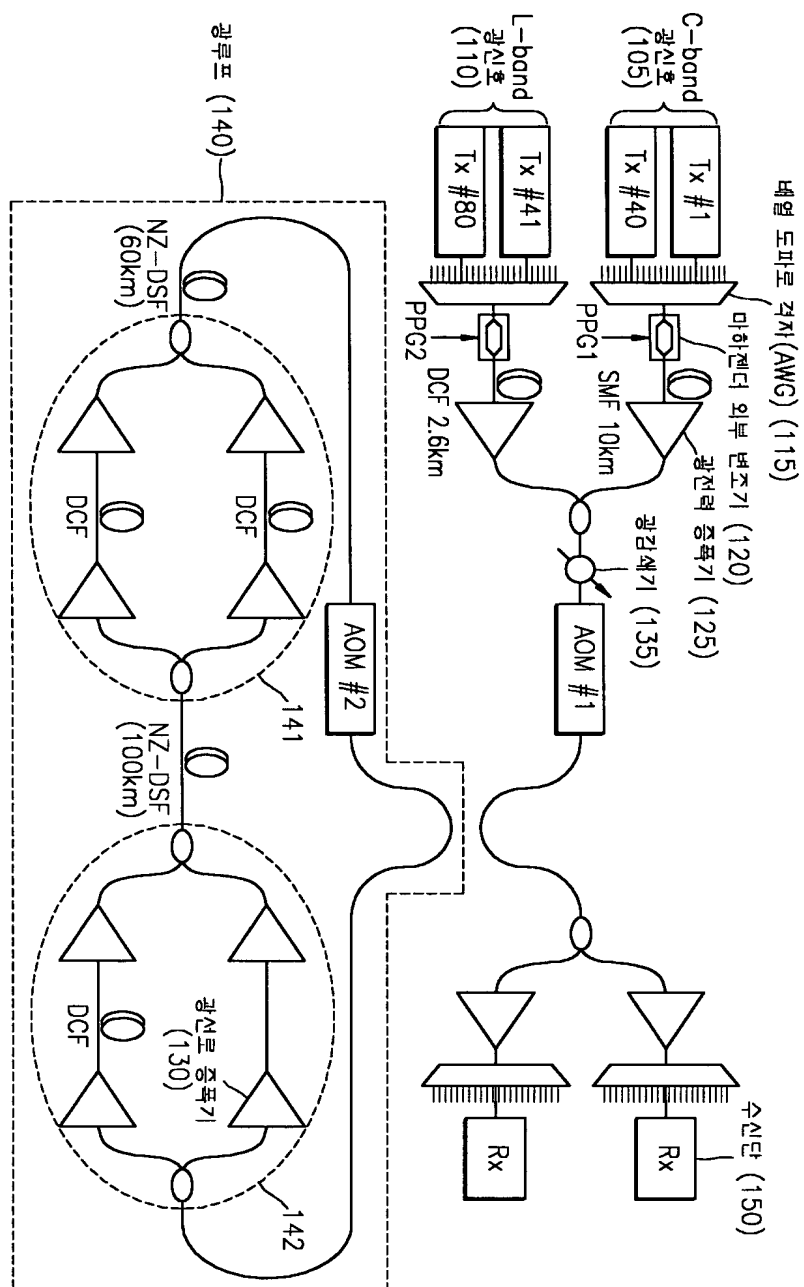 배열 도파로 격자(AWG) (115)
마하젠더 외부 변조기 (120)
광전력 증폭기 (125)
광감쇄기 (135)
수신단 (150)
C-band
광신호
(105)
Tx #1
Tx #40
PPG1
SMF 10km
AOM #1
Rx
L-band
광신호
(110)
Tx #41
Tx #80
PPG2
DCF 2.6km
Rx
광루프 (140)
AOM #2
NZ-DSF
(60km)
DCF
DCF
141
NZ-DSF
(100km)
광선로 증폭기
(130)
DCF
142